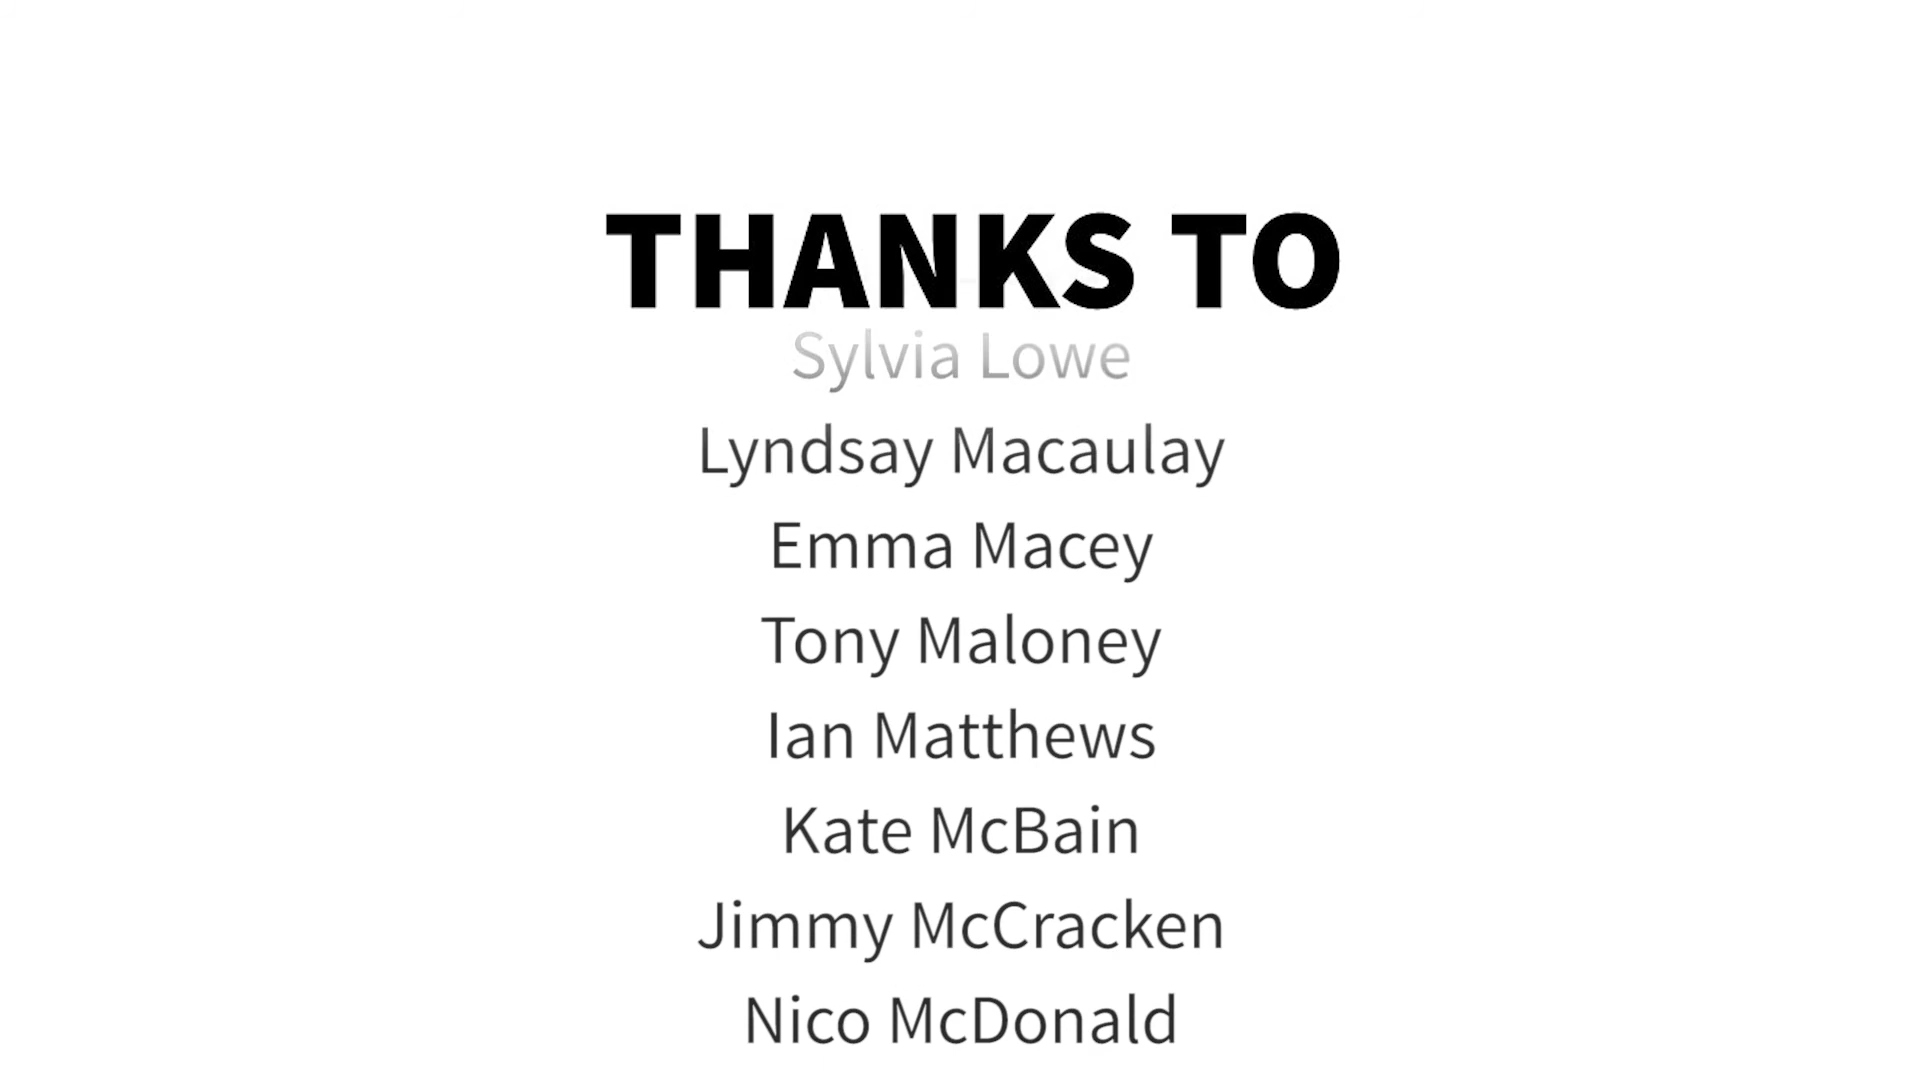 THANKS TO
Sylvia Lowe
Lyndsay Macaulay
Emma Macey
Tony Maloney
Ian Matthews
Kate McBain
Jimmy McCracken
Nico McDonald